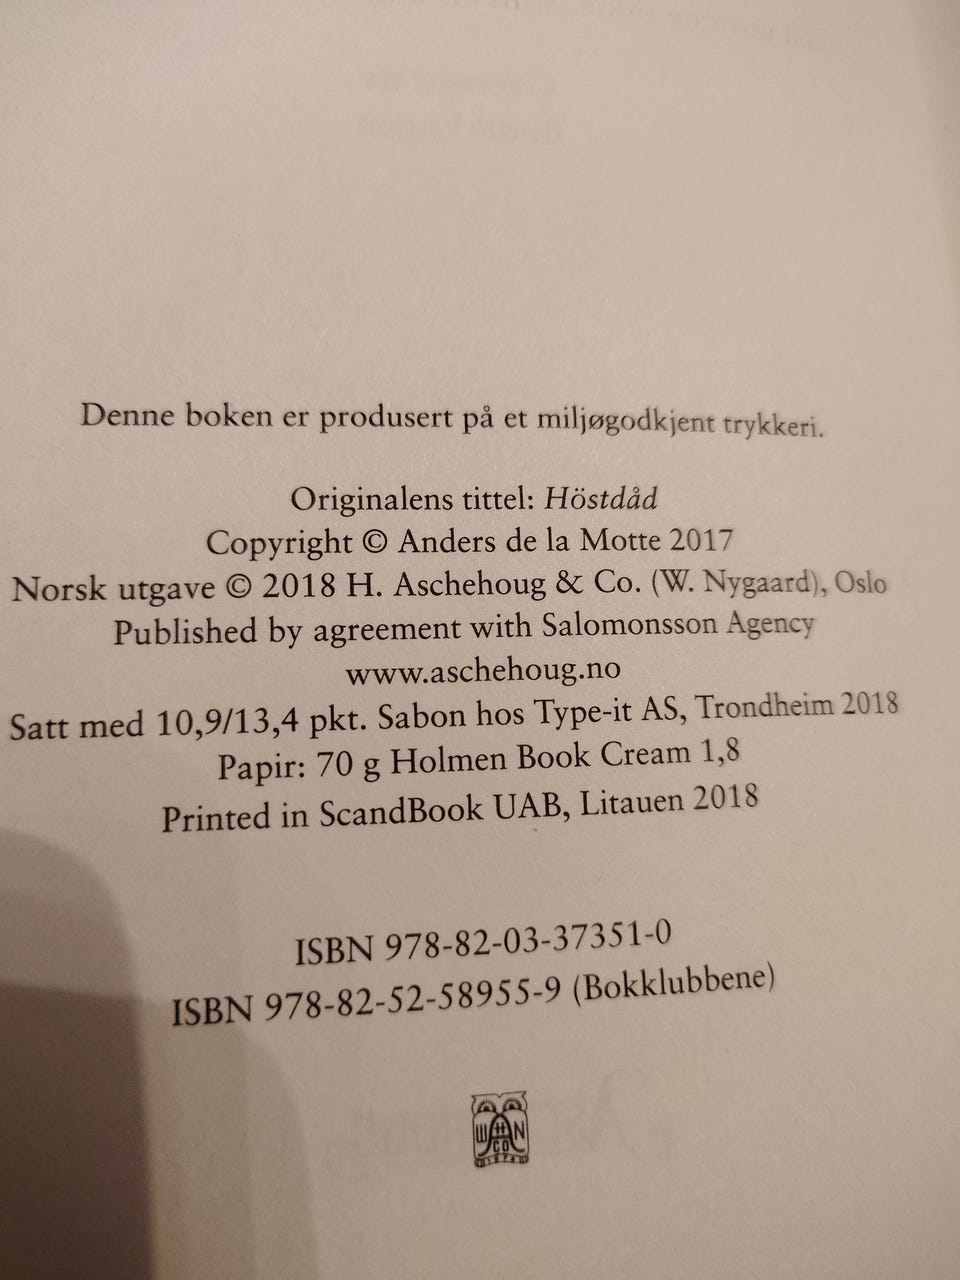 Denne boken er produsert på et miljøgodkjent trykkeri.
Originalens tittel: Höstdåd
Copyright © Anders de la Motte 2017
Norsk utgave © 2018 H. Aschehoug & Co. (W. Nygaard), Oslo
Published by agreement with Salomonsson Agency
www.aschehoug.no
Satt med 10,9/13,4 pkt. Sabon hos Type-it AS, Trondheim 2018
Papir: 70 g Holmen Book Cream 1,8
Printed in ScandBook UAB, Litauen 2018
ISBN 978-82-03-37351-0
ISBN 978-82-52-58955-9 (Bokklubbene)